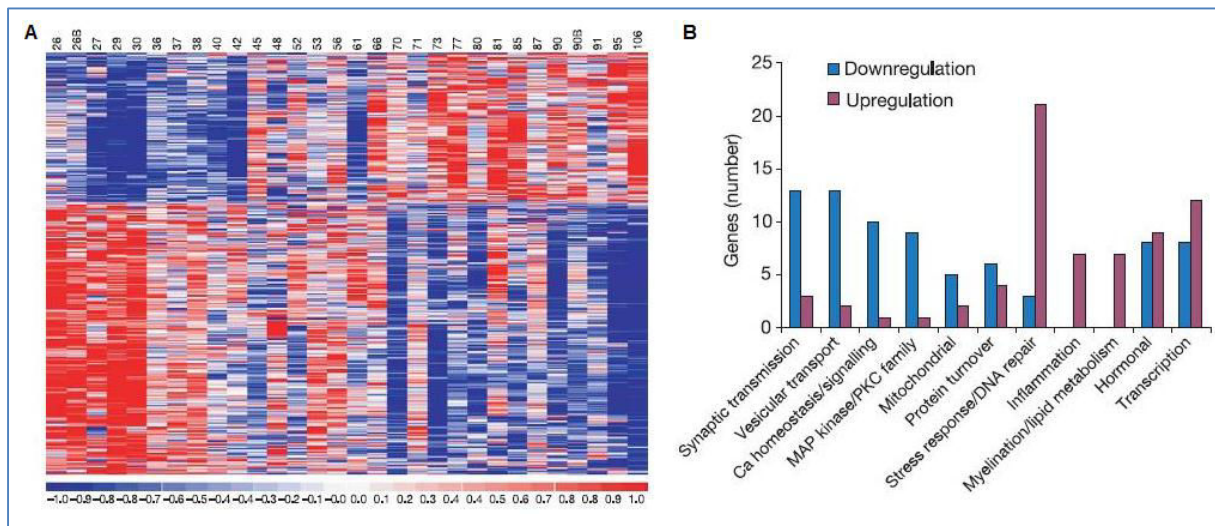 A
26 26B 27 29 30 36 37 38 40 42 45 48 52 53 56 61 66 70 71 73 77 80 81 85 87 90 90B 91 95 106
-1.0 -0.9 -0.8 -0.7 -0.6 -0.5 -0.4 -0.3 -0.2 -0.1 -0.0 0.0 0.1 0.2 0.3 0.4 0.4 0.5 0.6 0.7 0.8 0.8 0.9 1.0
B
Downregulation
Upregulation
Genes (number)
25
20
15
10
5
0
Synaptic transmission
Vesicular transport
Ca homeostasis/signalling
MAP kinase/PKC family
Mitochondrial
Protein turnover
Stress response/DNA repair
Inflammation
Myelination/lipid metabolism
Hormonal
Transcription